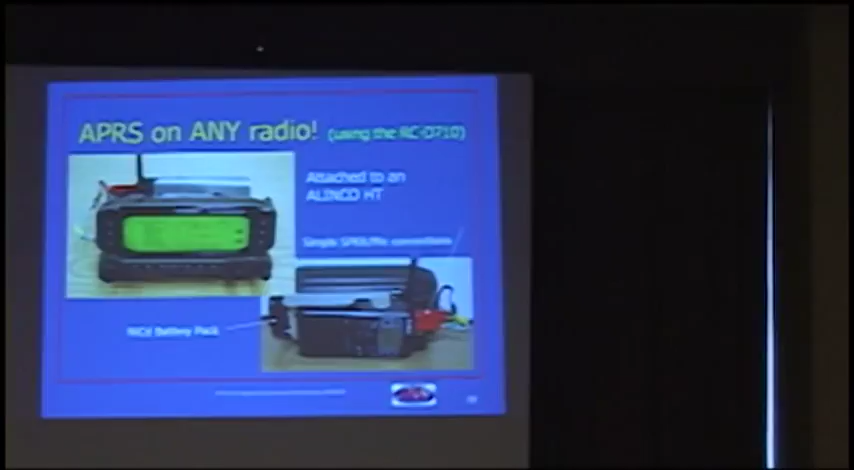 APRS on ANY radio! (using the RC-D710)
Attached to an
ALINCO HT
Simple SPKR/Mic connections
NiCd Battery Pack